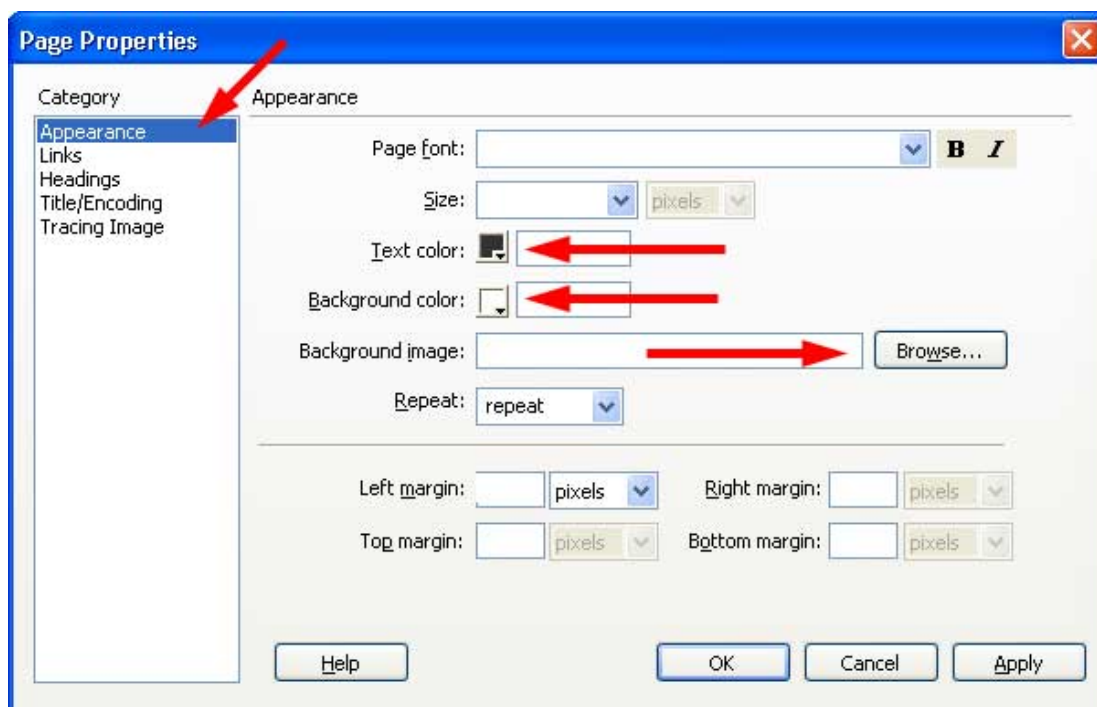 Page Properties
Category
Appearance
Links
Headings
Title/Encoding
Tracing Image
Appearance
Page font: B I
Size: pixels
Text color:
Background color:
Background image: Browse...
Repeat: repeat
Left margin: pixels Right margin: pixels
Top margin: pixels Bottom margin: pixels
Help OK Cancel Apply